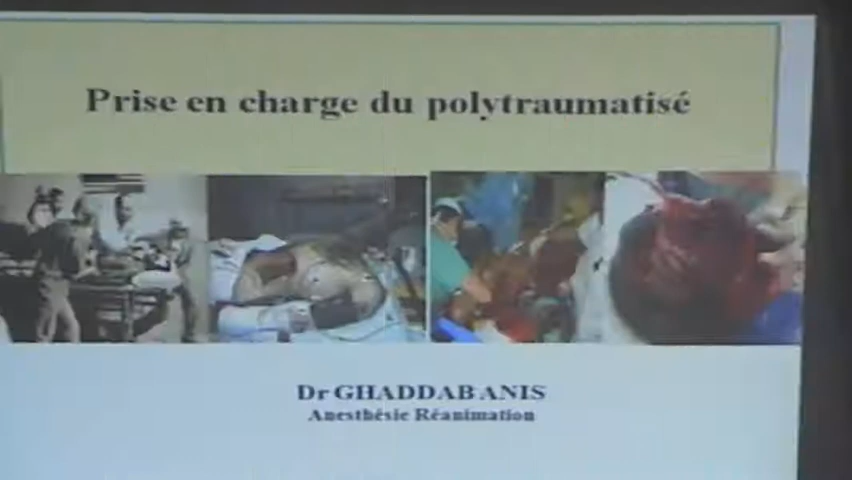 Prise en charge du polytraumatisé
Dr GHADDAB ANIS
Anesthésie Réanimation